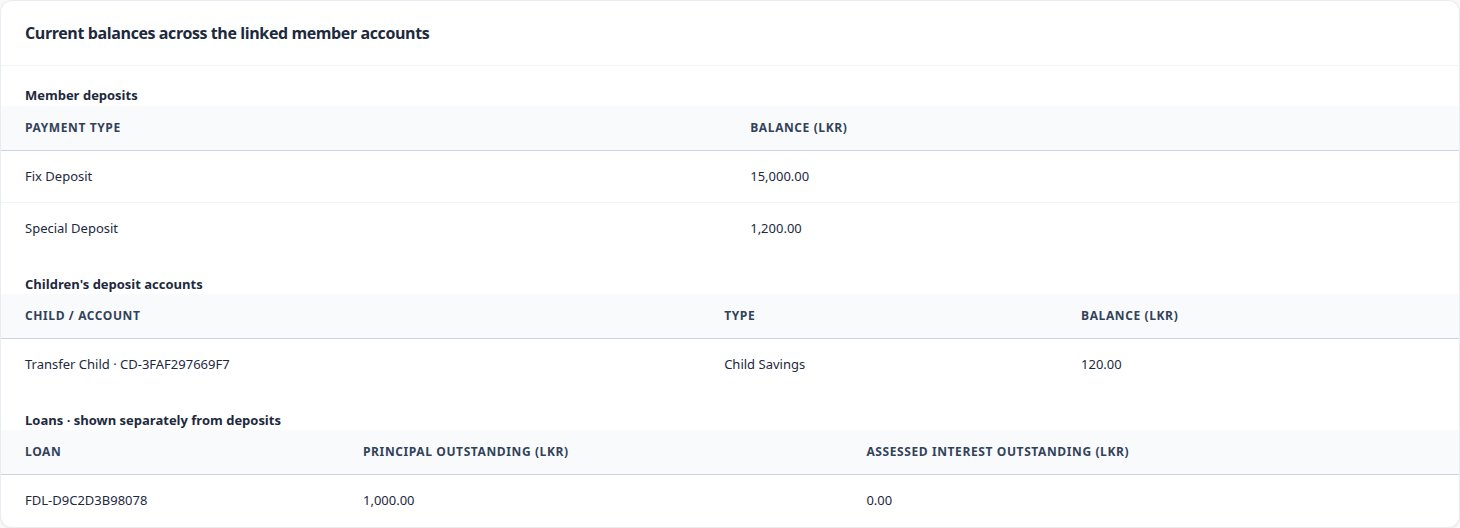 Current balances across the linked member accounts
Member deposits
PAYMENT TYPE BALANCE (LKR)
Fix Deposit 15,000.00
Special Deposit 1,200.00
Children's deposit accounts
CHILD / ACCOUNT TYPE BALANCE (LKR)
Transfer Child · CD-3FAF297669F7 Child Savings 120.00
Loans · shown separately from deposits
LOAN PRINCIPAL OUTSTANDING (LKR) ASSESSED INTEREST OUTSTANDING (LKR)
FDL-D9C2D3B98078 1,000.00 0.00